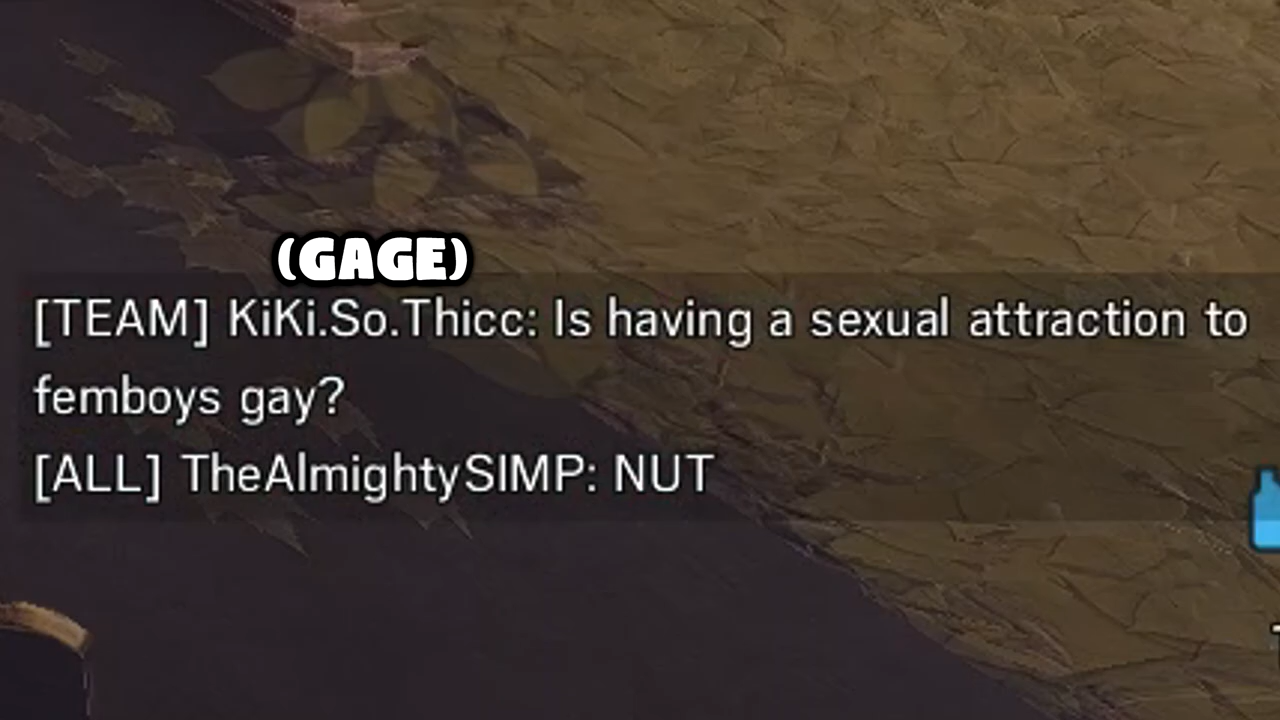 (GAGE)
[TEAM] KiKi.So.Thicc: Is having a sexual attraction to
femboys gay?
[ALL] TheAlmightySIMP: NUT